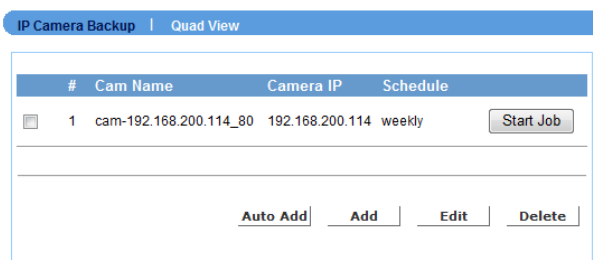 IP Camera Backup | Quad View
# Cam Name Camera IP Schedule
1 cam-192.168.200.114_80 192.168.200.114 weekly Start Job
Auto Add Add Edit Delete